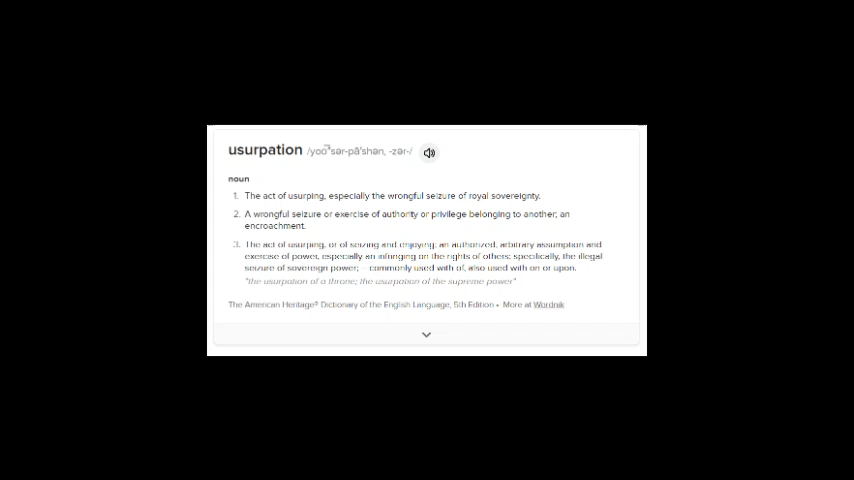 usurpation /yoo͞″sər-pā′shən, -zər-/
noun
1. The act of usurping, especially the wrongful seizure of royal sovereignty.
2. A wrongful seizure or exercise of authority or privilege belonging to another; an
encroachment.
3. The act of usurping, or of seizing and enjoying; an authorized, arbitrary assumption and
exercise of power, especially an infringing on the rights of others; specifically, the illegal
seizure of sovereign power; -- commonly used with of, also used with on or upon.
"the usurpation of a throne; the usurpation of the supreme power"
The American Heritage® Dictionary of the English Language, 5th Edition • More at Wordnik